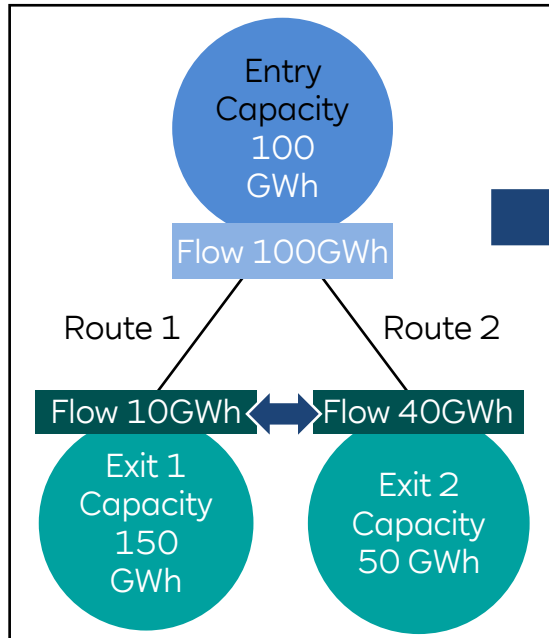 Entry
Capacity
100
GWh
Flow 100GWh
Route 1
Route 2
Flow 10GWh
Flow 40GWh
Exit 1
Capacity
150
GWh
Exit 2
Capacity
50 GWh